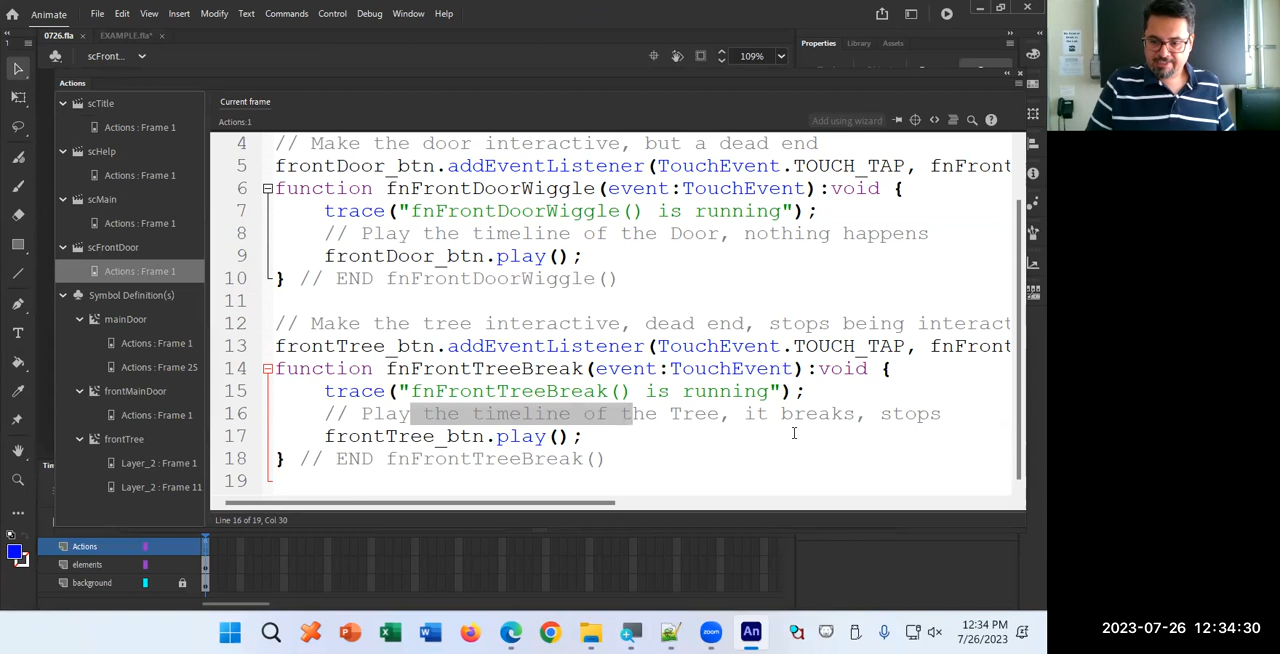 Animate
File Edit View Insert Modify Text Commands Control Debug Window Help
0726.fla × EXAMPLE.fla* ×
scFront...
109%
Properties Library Assets
Actions
scTitle
Actions : Frame 1
scHelp
Actions : Frame 1
scMain
Actions : Frame 1
scFrontDoor
Actions : Frame 1
Symbol Definition(s)
mainDoor
Actions : Frame 1
Actions : Frame 25
frontMainDoor
Actions : Frame 1
frontTree
Layer_2 : Frame 1
Layer_2 : Frame 11
Current frame
Actions:1
Add using wizard
4 // Make the door interactive, but a dead end
5 frontDoor_btn.addEventListener(TouchEvent.TOUCH_TAP, fnFront
6 function fnFrontDoorWiggle(event:TouchEvent):void {
7 trace("fnFrontDoorWiggle() is running");
8 // Play the timeline of the Door, nothing happens
9 frontDoor_btn.play();
10 } // END fnFrontDoorWiggle()
11
12 // Make the tree interactive, dead end, stops being interact
13 frontTree_btn.addEventListener(TouchEvent.TOUCH_TAP, fnFront
14 function fnFrontTreeBreak(event:TouchEvent):void {
15 trace("fnFrontTreeBreak() is running");
16 // Play the timeline of the Tree, it breaks, stops
17 frontTree_btn.play();
18 } // END fnFrontTreeBreak()
19
Line 16 of 19, Col 30
Actions
elements
background
12:34 PM
7/26/2023
2023-07-26 12:34:30